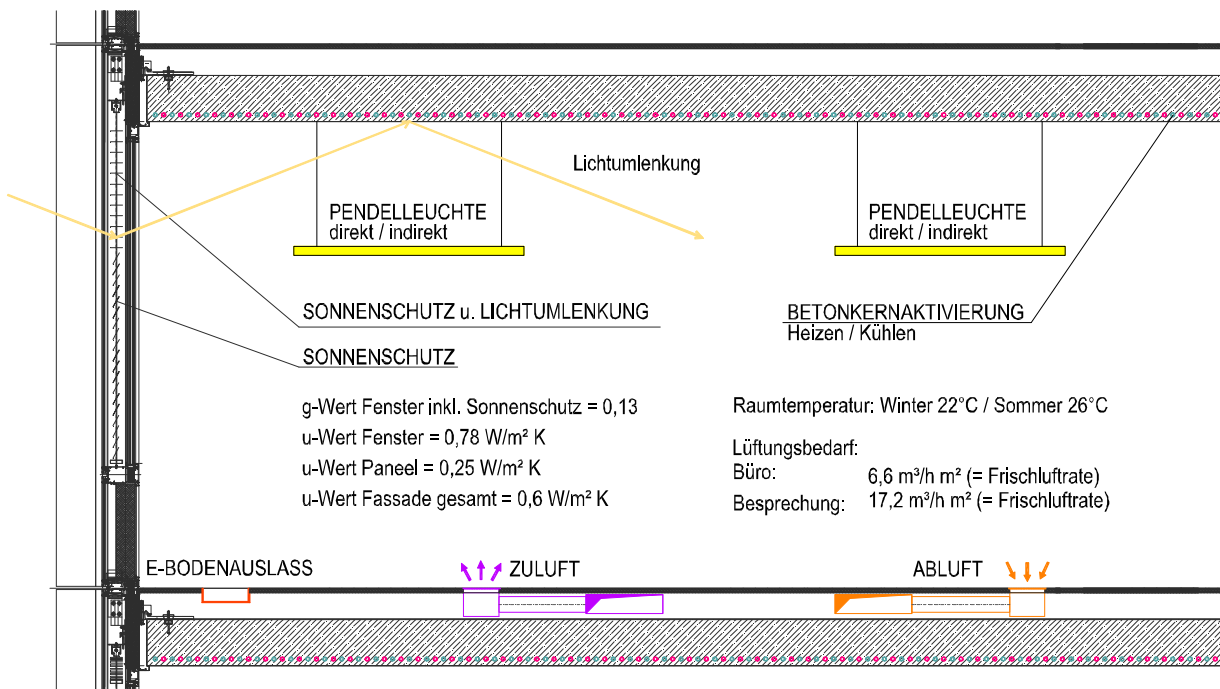 Lichtumlenkung
PENDELLEUCHTE
direkt / indirekt
PENDELLEUCHTE
direkt / indirekt
SONNENSCHUTZ u. LICHTUMLENKUNG
BETONKERNAKTIVIERUNG
Heizen / Kühlen
SONNENSCHUTZ
g-Wert Fenster inkl. Sonnenschutz = 0,13
u-Wert Fenster = 0,78 W/m² K
u-Wert Paneel = 0,25 W/m² K
u-Wert Fassade gesamt = 0,6 W/m² K
Raumtemperatur: Winter 22°C / Sommer 26°C
Lüftungsbedarf:
Büro: 6,6 m³/h m² (= Frischluftrate)
Besprechung: 17,2 m³/h m² (= Frischluftrate)
E-BODENAUSLASS
ZULUFT
ABLUFT